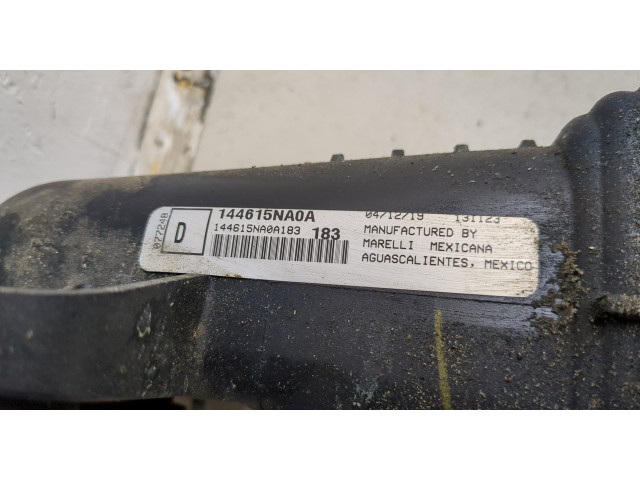 077248
D
144615NA0A
144615NA0A183 183
04/12/19 131123
MANUFACTURED BY
MARELLI MEXICANA
AGUASCALIENTES, MEXICO